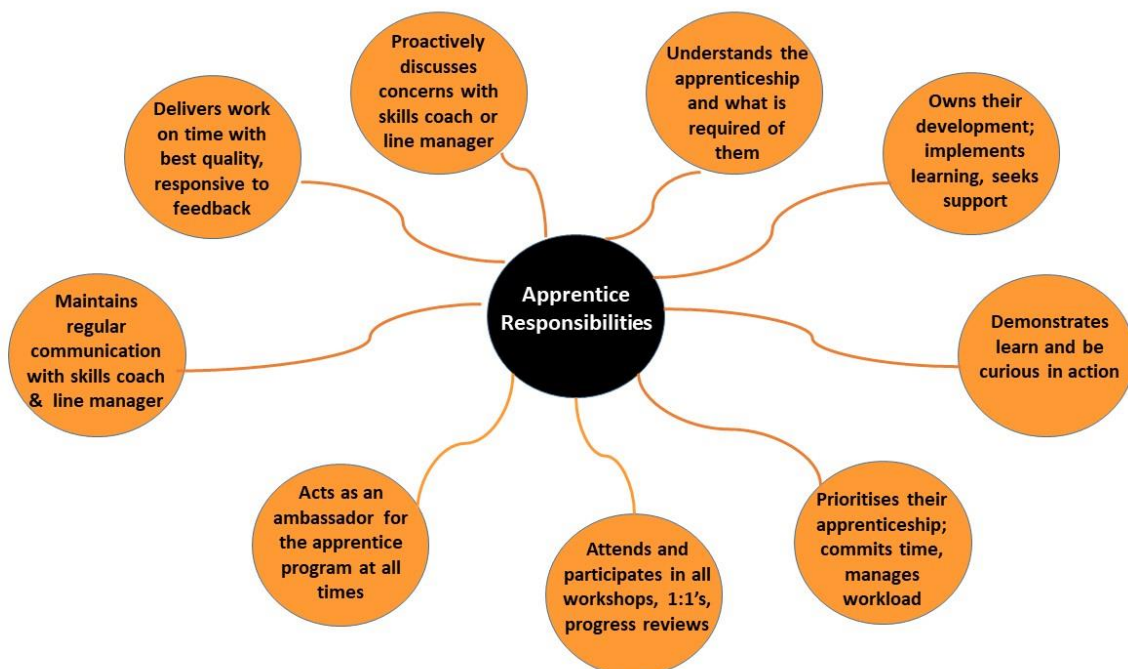 Apprentice
Responsibilities
Proactively
discusses
concerns with
skills coach or
line manager
Understands the
apprenticeship
and what is
required of
them
Owns their
development;
implements
learning, seeks
support
Demonstrates
learn and be
curious in action
Prioritises their
apprenticeship;
commits time,
manages
workload
Attends and
participates in all
workshops, 1:1's,
progress reviews
Acts as an
ambassador for
the apprentice
program at all
times
Maintains
regular
communication
with skills coach
& line manager
Delivers work
on time with
best quality,
responsive to
feedback